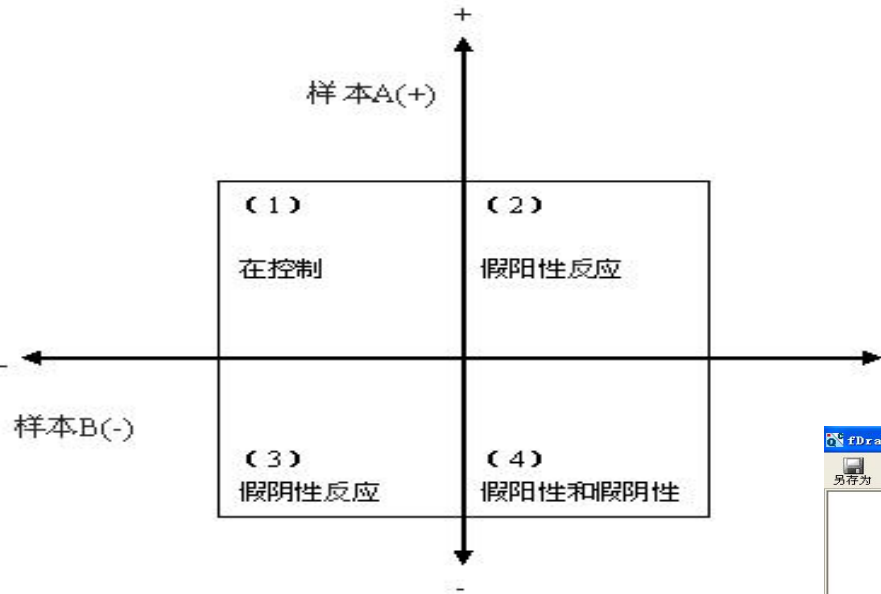 +
样本A(+)
(1)
(2)
在控制
假阳性反应
-
样本B(-)
(3)
(4)
假阴性反应
假阳性和假阴性
fDra
另存为
-